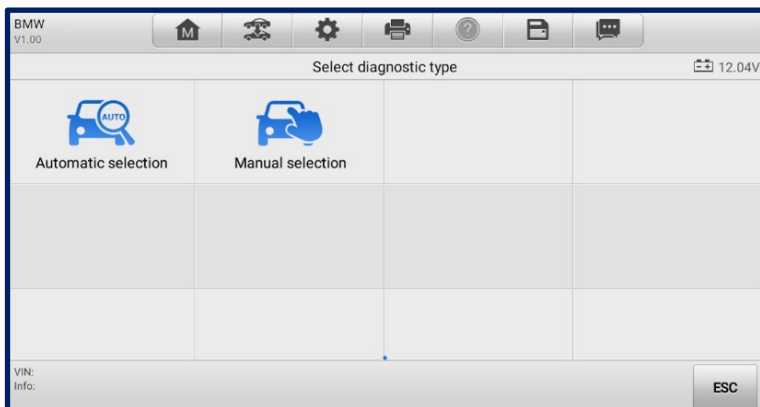 BMW
V1.00
M
?
Select diagnostic type
12.04V
AUTO
Automatic selection
Manual selection
VIN:
Info:
ESC